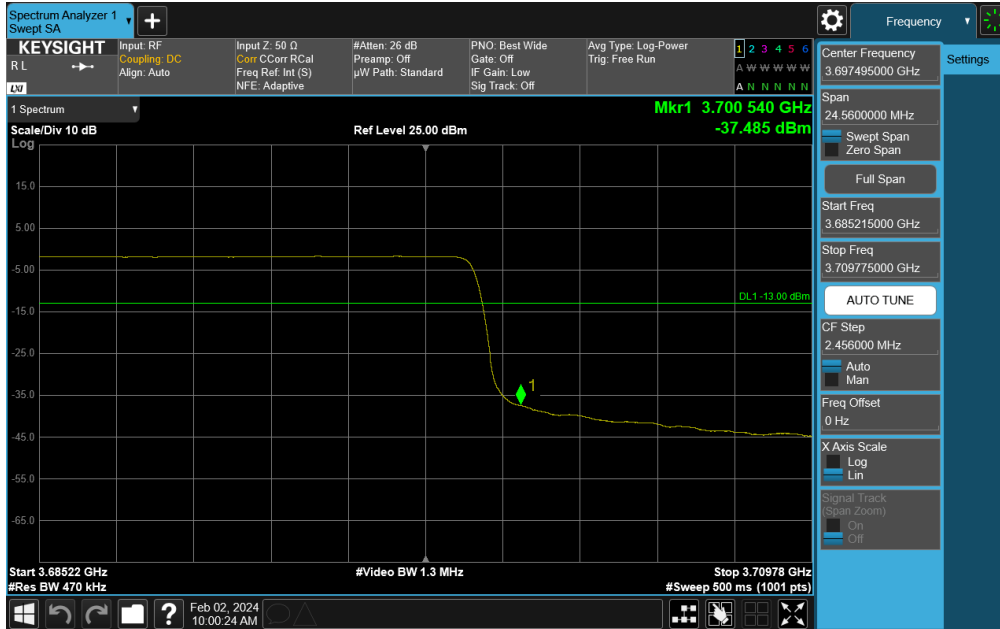 Spectrum Analyzer 1
Swept SA
Frequency
KEYSIGHT
R L
LXI
Input: RF
Coupling: DC
Align: Auto
Input Z: 50 Ω
Corr CCorr RCal
Freq Ref: Int (S)
NFE: Adaptive
#Atten: 26 dB
Preamp: Off
µW Path: Standard
PNO: Best Wide
Gate: Off
IF Gain: Low
Sig Track: Off
Avg Type: Log-Power
Trig: Free Run
1 2 3 4 5 6
A W W W W W
A N N N N N
1 Spectrum
Scale/Div 10 dB
Log
Ref Level 25.00 dBm
Mkr1 3.700 540 GHz
-37.485 dBm
15.0
5.00
-5.00
-15.0
-25.0
-35.0
-45.0
-55.0
-65.0
DL1 -13.00 dBm
1
Start 3.68522 GHz
#Res BW 470 kHz
#Video BW 1.3 MHz
Stop 3.70978 GHz
#Sweep 500 ms (1001 pts)
Center Frequency
3.697495000 GHz
Span
24.5600000 MHz
Swept Span
Zero Span
Full Span
Start Freq
3.685215000 GHz
Stop Freq
3.709775000 GHz
AUTO TUNE
CF Step
2.456000 MHz
Auto
Man
Freq Offset
0 Hz
X Axis Scale
Log
Lin
Signal Track
(Span Zoom)
On
Off
Settings
?
Feb 02, 2024
10:00:24 AM